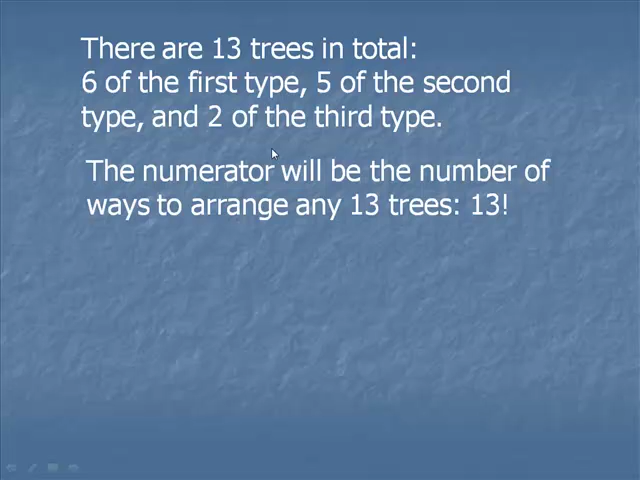 There are 13 trees in total:
6 of the first type, 5 of the second
type, and 2 of the third type.
The numerator will be the number of
ways to arrange any 13 trees: 13!